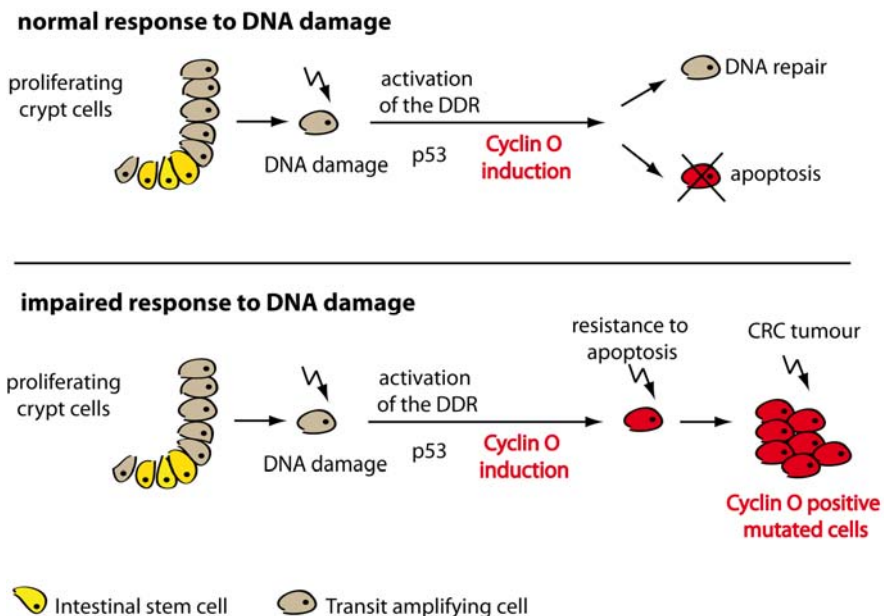 normal response to DNA damage
proliferating
crypt cells
DNA damage
activation
of the DDR
p53
Cyclin O
induction
DNA repair
apoptosis
impaired response to DNA damage
proliferating
crypt cells
DNA damage
activation
of the DDR
p53
Cyclin O
induction
resistance to
apoptosis
CRC tumour
Cyclin O positive
mutated cells
Intestinal stem cell
Transit amplifying cell